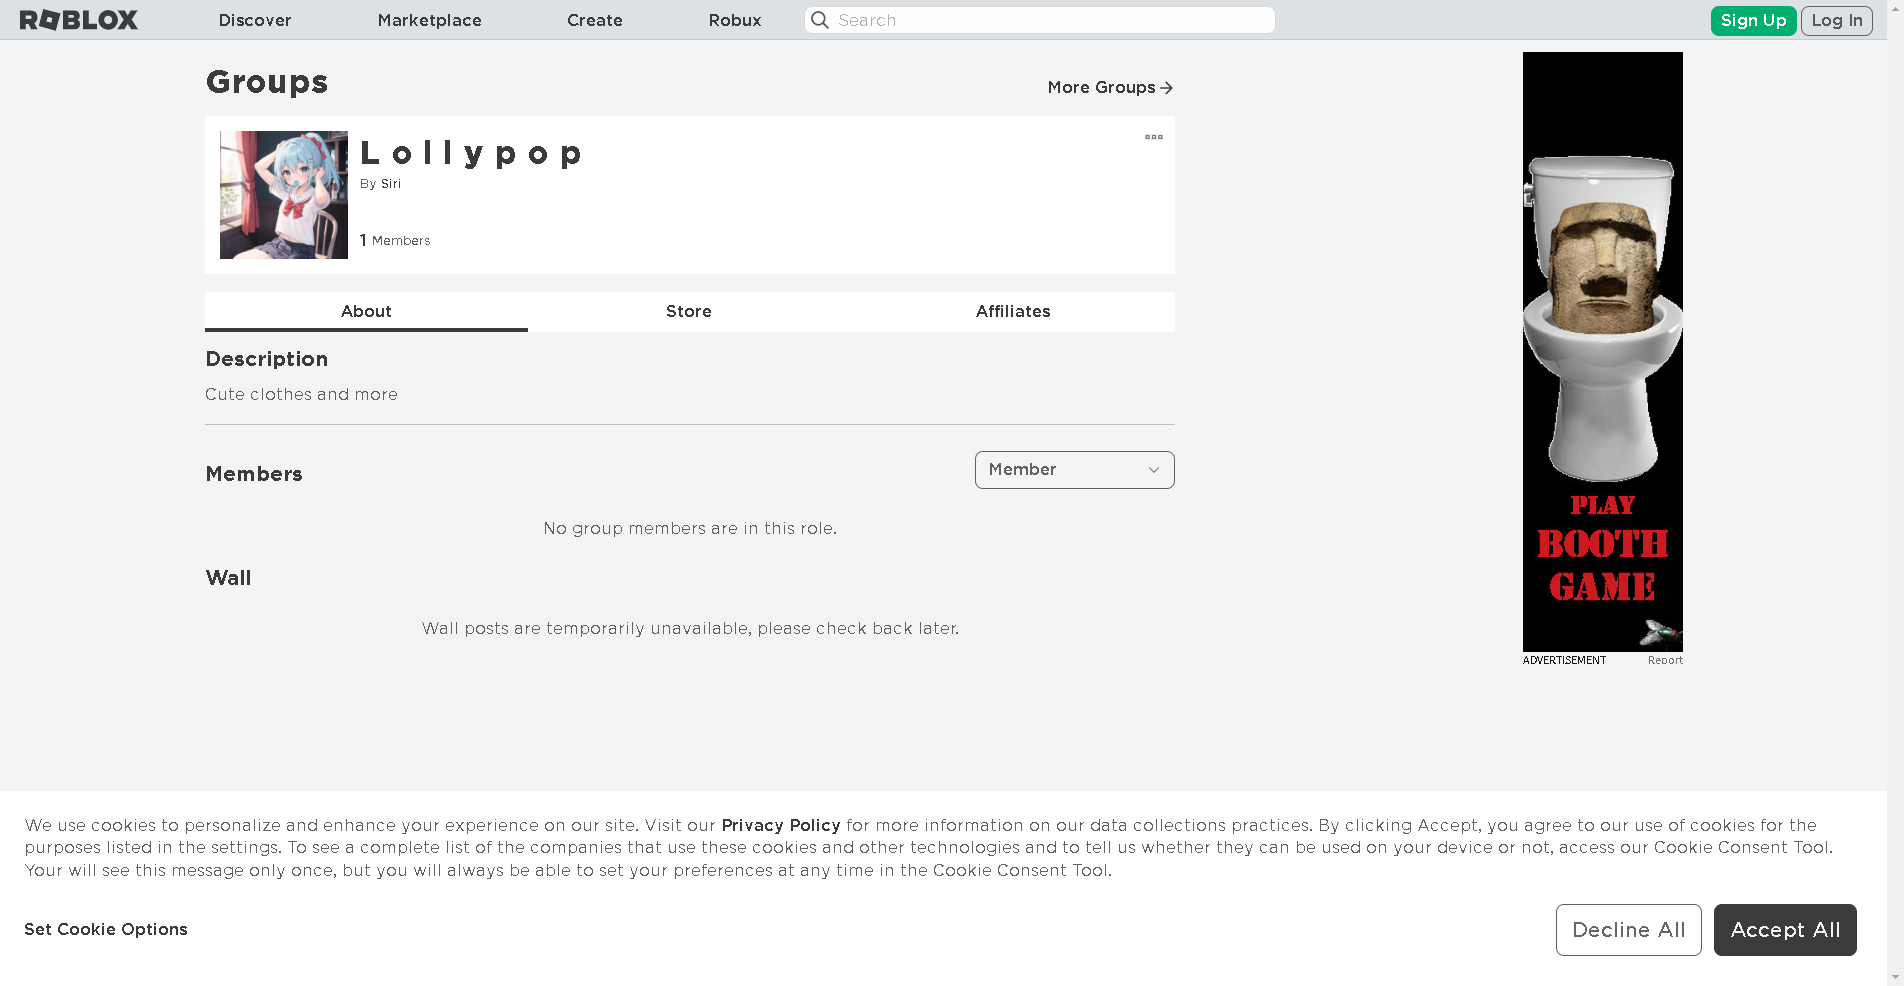 ROBLOX
Discover
Marketplace
Create
Robux
Search
Sign Up
Log In
Groups
More Groups
Lollypop
By Siri
1 Members
About
Store
Affiliates
Description
Cute clothes and more
Members
Member
No group members are in this role.
Wall
Wall posts are temporarily unavailable, please check back later.
PLAY
BOOTH
GAME
ADVERTISEMENT
Report
We use cookies to personalize and enhance your experience on our site. Visit our Privacy Policy for more information on our data collections practices. By clicking Accept, you agree to our use of cookies for the
purposes listed in the settings. To see a complete list of the companies that use these cookies and other technologies and to tell us whether they can be used on your device or not, access our Cookie Consent Tool.
Your will see this message only once, but you will always be able to set your preferences at any time in the Cookie Consent Tool.
Set Cookie Options
Decline All
Accept All